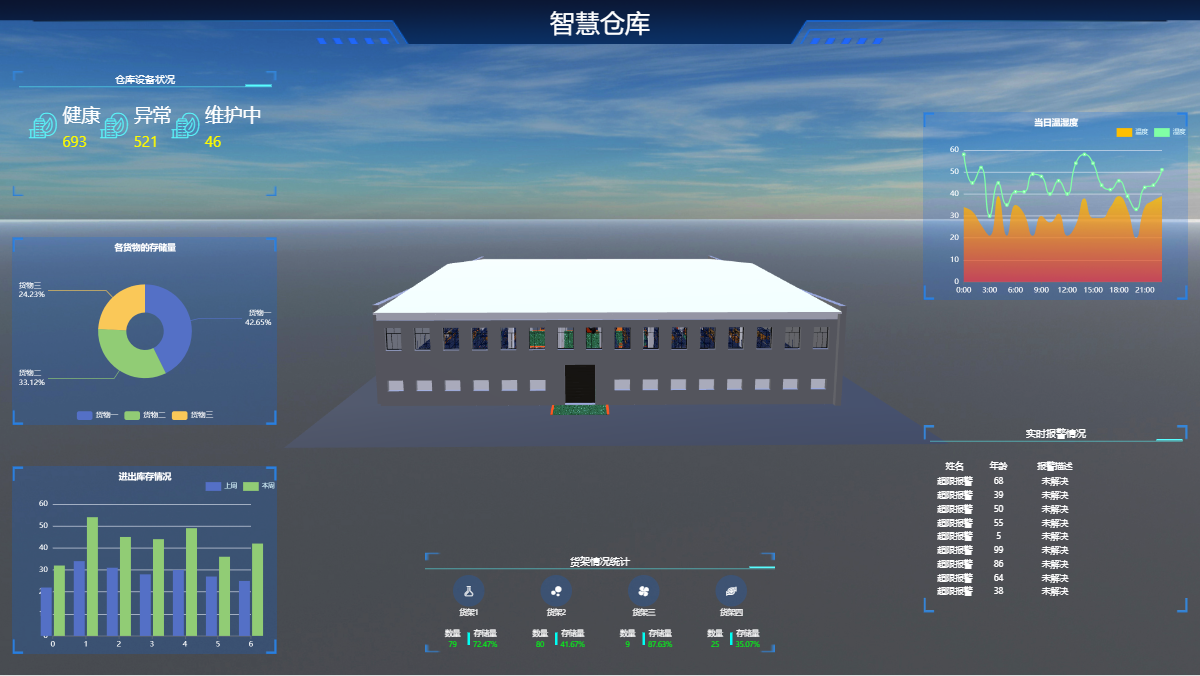 智慧仓库
仓库设备状况
健康 异常 维护中
693 521 46
各货物的存储量
货物三
24.23%
货物一
42.65%
货物二
33.12%
货物一 货物二 货物三
进出库存情况
上周 本周
60
50
40
30
0 1 2 3 4 5 6
当日温湿度
温度 湿度
60
50
40
30
20
10
0
0:00 3:00 6:00 9:00 12:00 15:00 18:00 21:00
实时报警情况
姓名 年龄 报警描述
超限报警 68 未解决
超限报警 39 未解决
超限报警 50 未解决
超限报警 55 未解决
超限报警 5 未解决
超限报警 99 未解决
超限报警 86 未解决
超限报警 64 未解决
超限报警 38 未解决
货架情况统计
货架1 货架2 货架三 货架四
数量 存储量 数量 存储量 数量 存储量 数量 存储量
79 72.47% 80 41.67% 9 87.63% 25 35.07%